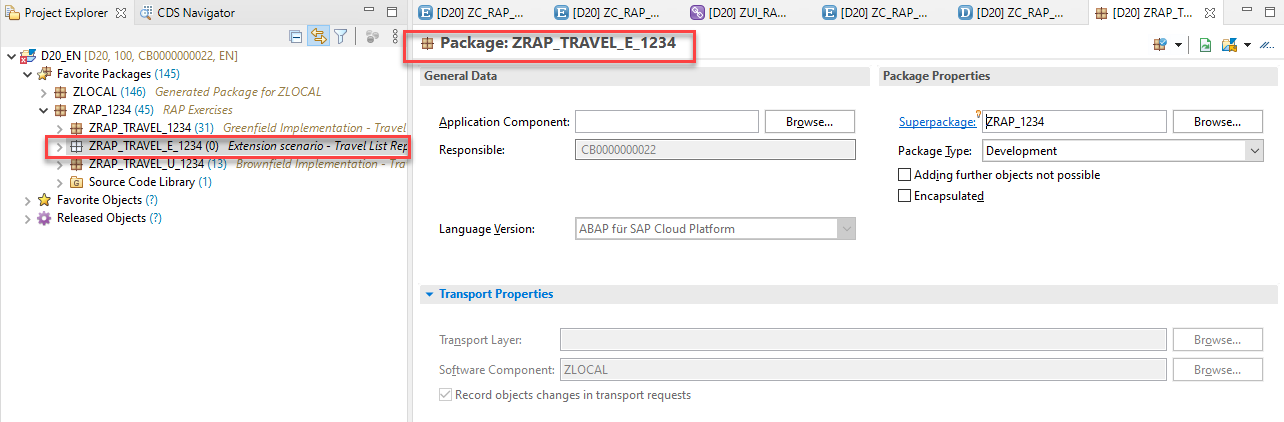 Project Explorer
CDS Navigator
D20_EN [D20, 100, CB0000000022, EN]
Favorite Packages (145)
ZLOCAL (146) Generated Package for ZLOCAL
ZRAP_1234 (45) RAP Exercises
ZRAP_TRAVEL_1234 (31) Greenfield Implementation - Travel
ZRAP_TRAVEL_E_1234 (0) Extension scenario - Travel List Rep
ZRAP_TRAVEL_U_1234 (13) Brownfield Implementation - Tra
Source Code Library (1)
Favorite Objects (?)
Released Objects (?)
[D20] ZC_RAP_...
[D20] ZC_RAP_...
[D20] ZUI_RA...
[D20] ZC_RAP_...
[D20] ZC_RAP_...
[D20] ZRAP_T...
Package: ZRAP_TRAVEL_E_1234
General Data
Application Component:
Browse...
Responsible:
CB0000000022
Language Version:
ABAP für SAP Cloud Platform
Package Properties
Superpackage:
ZRAP_1234
Browse...
Package Type:
Development
Adding further objects not possible
Encapsulated
Transport Properties
Transport Layer:
Browse...
Software Component:
ZLOCAL
Browse...
Record objects changes in transport requests